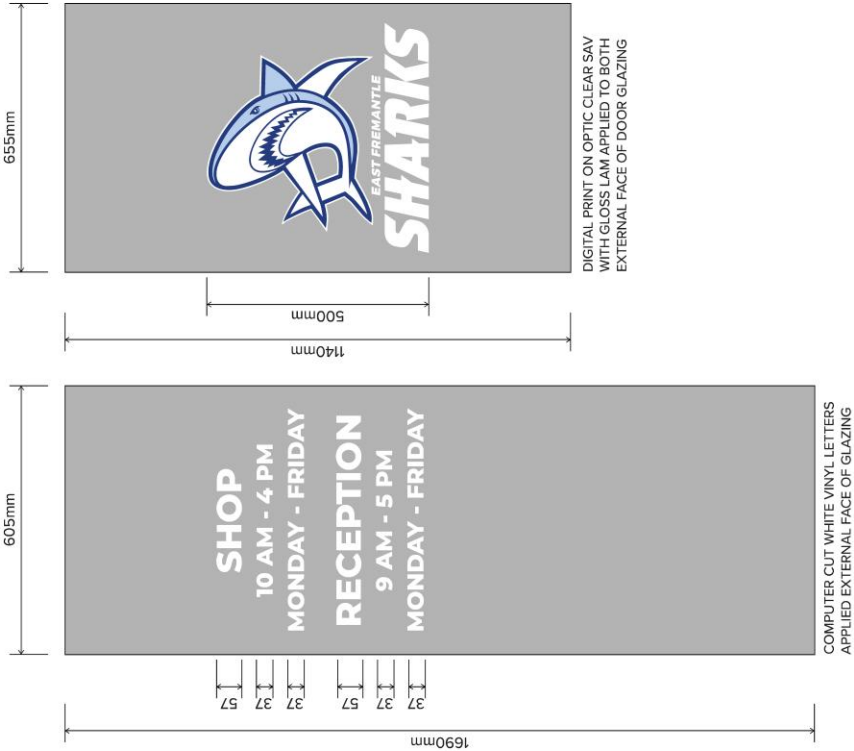 605mm
1690mm
57
37
37
57
37
37
SHOP
10 AM - 4 PM
MONDAY - FRIDAY
RECEPTION
9 AM - 5 PM
MONDAY - FRIDAY
COMPUTER CUT WHITE VINYL LETTERS
APPLIED EXTERNAL FACE OF GLAZING
655mm
1140mm
500mm
EAST FREMANTLE
SHARKS
DIGITAL PRINT ON OPTIC CLEAR SAV
WITH GLOSS LAM APPLIED TO BOTH
EXTERNAL FACE OF DOOR GLAZING